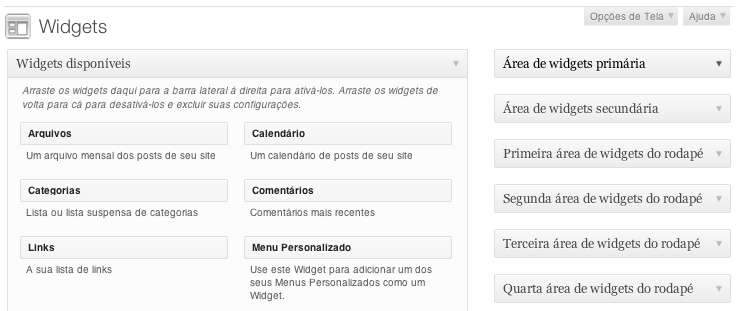 Opções de Tela
Ajuda
Widgets
Widgets disponíveis
Arraste os widgets daqui para a barra lateral à direita para ativá-los. Arraste os widgets de
volta para cá para desativá-los e excluir suas configurações.
Arquivos
Um arquivo mensal dos posts de seu site
Calendário
Um calendário de posts de seu site
Categorias
Lista ou lista suspensa de categorias
Comentários
Comentários mais recentes
Links
A sua lista de links
Menu Personalizado
Use este Widget para adicionar um dos
seus Menus Personalizados como um
Widget.
Área de widgets primária
Área de widgets secundária
Primeira área de widgets do rodapé
Segunda área de widgets do rodapé
Terceira área de widgets do rodapé
Quarta área de widgets do rodapé